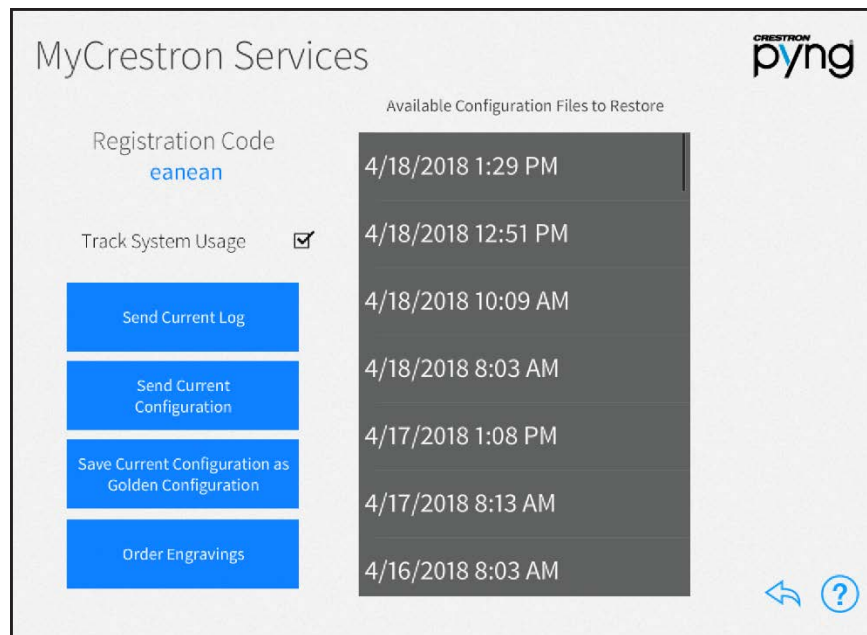 MyCrestron Services
CRESTRON
pyng
Registration Code
eanean
Track System Usage
Send Current Log
Send Current
Configuration
Save Current Configuration as
Golden Configuration
Order Engravings
Available Configuration Files to Restore
4/18/2018 1:29 PM
4/18/2018 12:51 PM
4/18/2018 10:09 AM
4/18/2018 8:03 AM
4/17/2018 1:08 PM
4/17/2018 8:13 AM
4/16/2018 8:03 AM
?